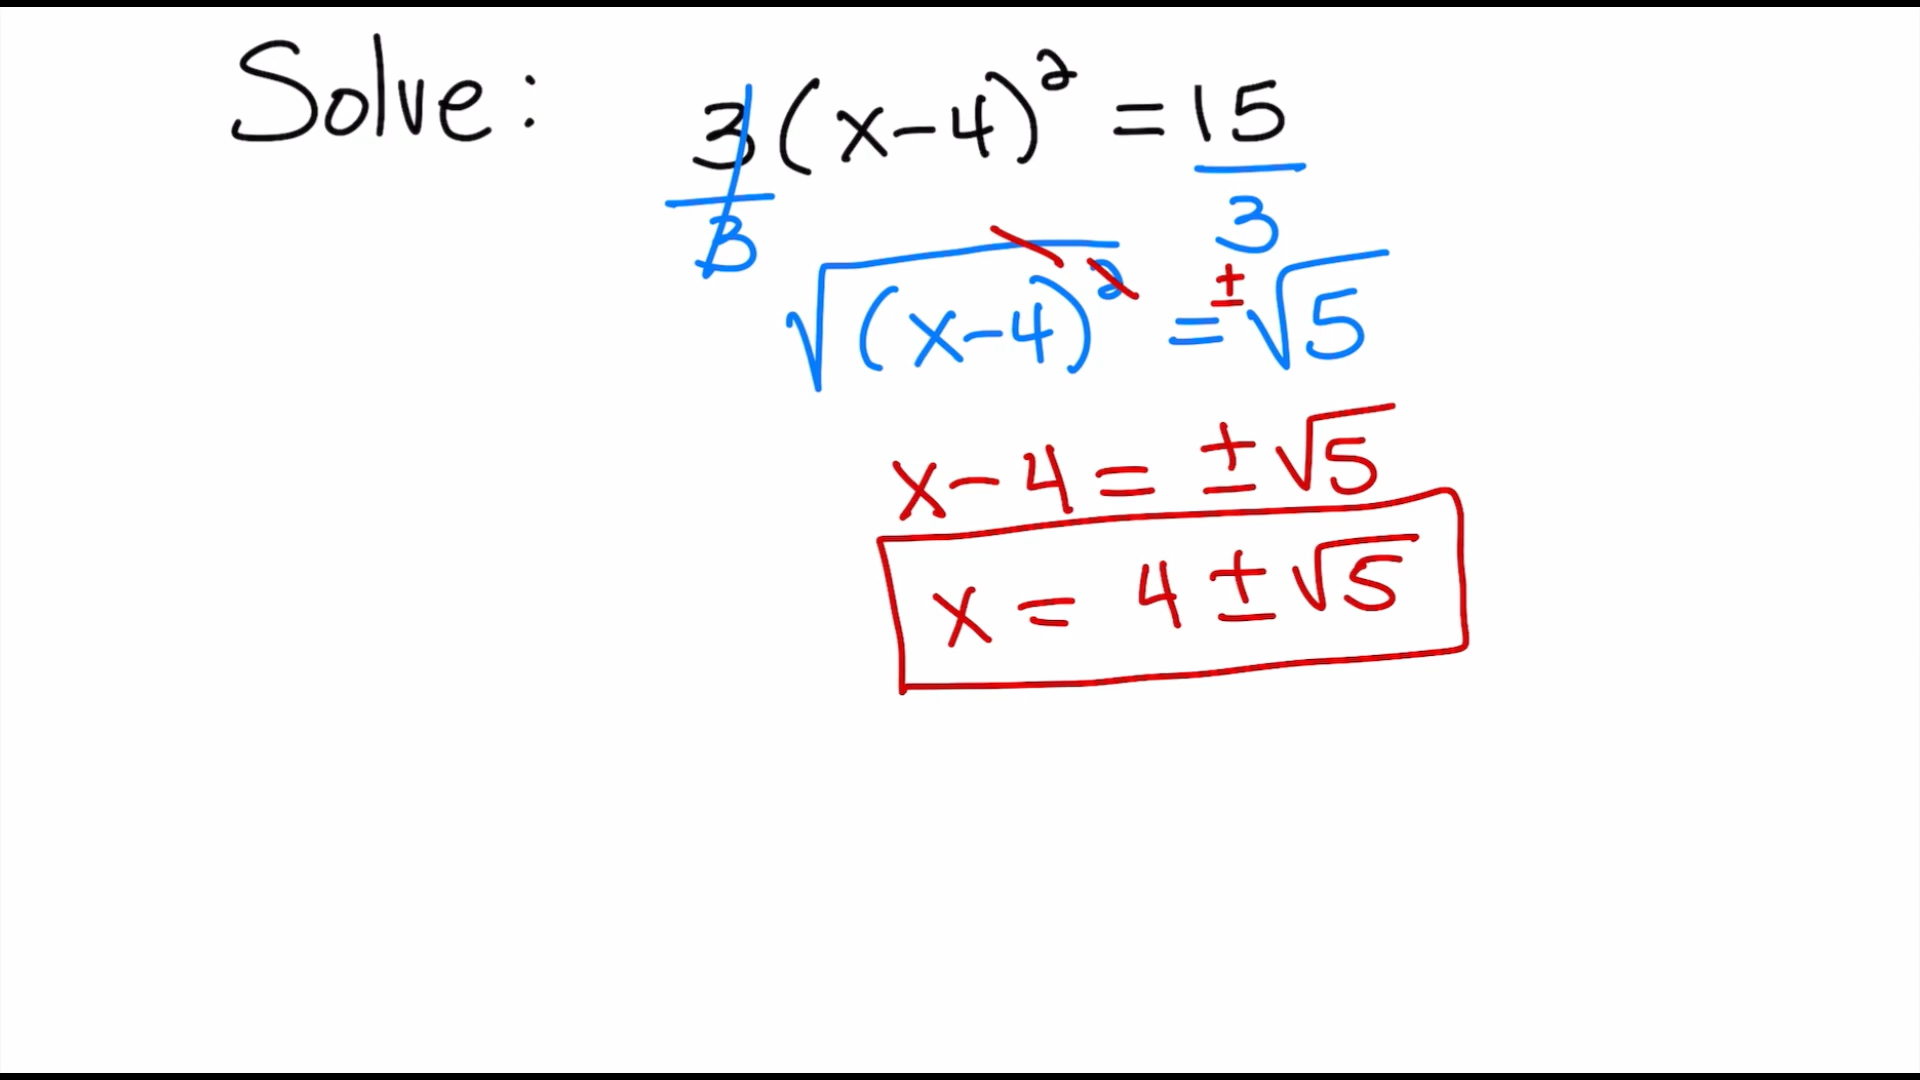 Solve: 3(x-4)² = 15
3 3
√(x-4)² = ±√5
x-4 = ±√5
x = 4 ± √5